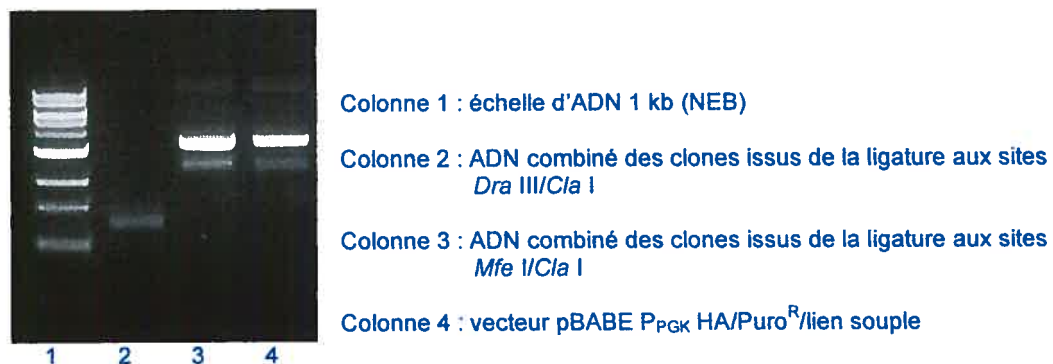 Colonne 1 : échelle d'ADN 1 kb (NEB)
Colonne 2 : ADN combiné des clones issus de la ligature aux sites
Dra III/Cla I
Colonne 3 : ADN combiné des clones issus de la ligature aux sites
Mfe I/Cla I
Colonne 4 : vecteur pBABE PPGK HA/PuroR/lien souple
1 2 3 4